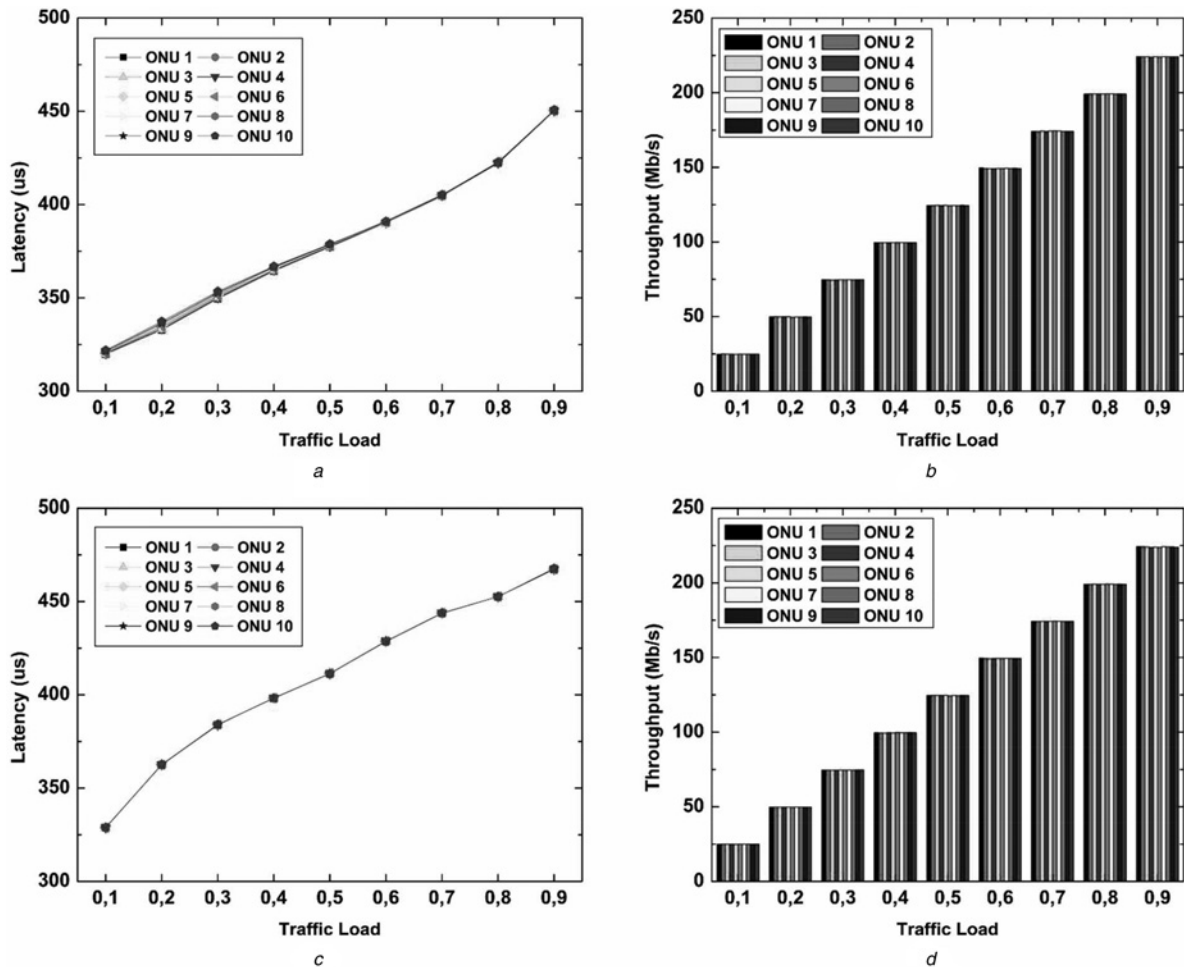 500
450
400
350
300
Latency (us)
ONU 1 ONU 2
ONU 3 ONU 4
ONU 5 ONU 6
ONU 7 ONU 8
ONU 9 ONU 10
0,1 0,2 0,3 0,4 0,5 0,6 0,7 0,8 0,9
Traffic Load
a
250
200
150
100
50
0
Throughput (Mb/s)
ONU 1 ONU 2
ONU 3 ONU 4
ONU 5 ONU 6
ONU 7 ONU 8
ONU 9 ONU 10
0,1 0,2 0,3 0,4 0,5 0,6 0,7 0,8 0,9
Traffic Load
b
500
450
400
350
300
Latency (us)
ONU 1 ONU 2
ONU 3 ONU 4
ONU 5 ONU 6
ONU 7 ONU 8
ONU 9 ONU 10
0,1 0,2 0,3 0,4 0,5 0,6 0,7 0,8 0,9
Traffic Load
c
250
200
150
100
50
0
Throughput (Mb/s)
ONU 1 ONU 2
ONU 3 ONU 4
ONU 5 ONU 6
ONU 7 ONU 8
ONU 9 ONU 10
0,1 0,2 0,3 0,4 0,5 0,6 0,7 0,8 0,9
Traffic Load
d